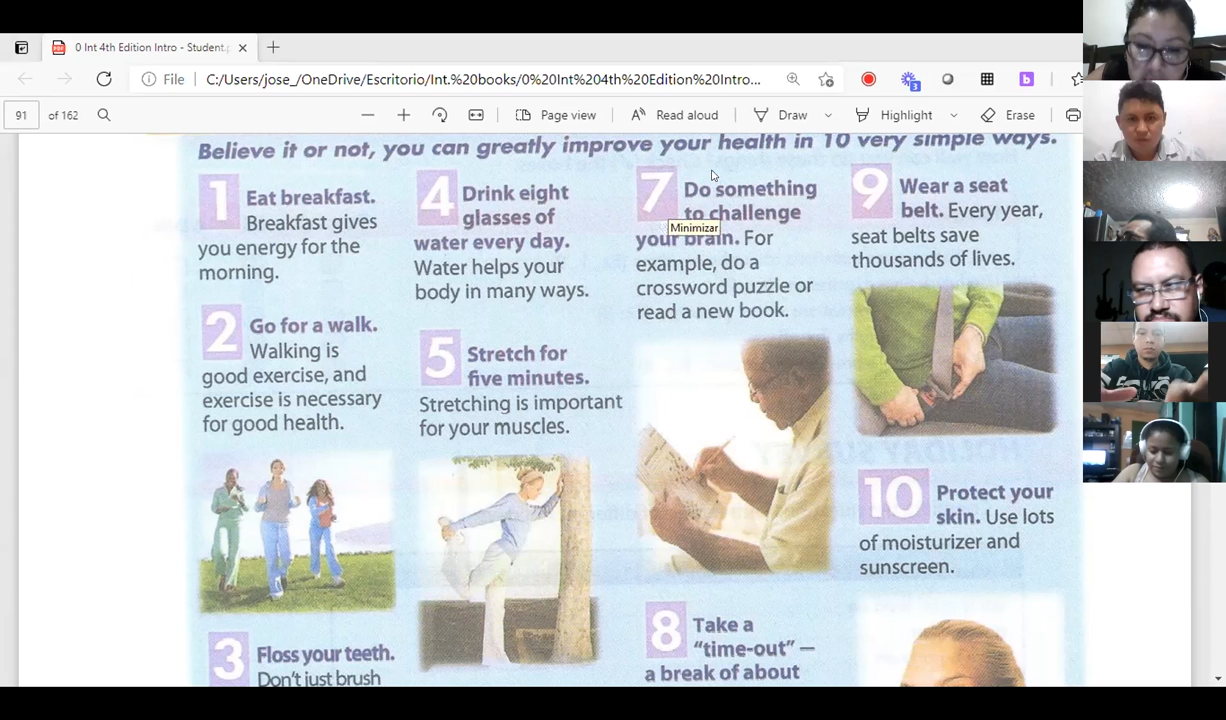 0 Int 4th Edition Intro - Student.p
File
C:/Users/jose_/OneDrive/Escritorio/Int.%20books/0%20Int%204th%20Edition%20Intro...
3
b
91
of 162
Page view
Read aloud
Draw
Highlight
Erase
Believe it or not, you can greatly improve your health in 10 very simple ways.
1 Eat breakfast.
Breakfast gives
you energy for the
morning.
2 Go for a walk.
Walking is
good exercise, and
exercise is necessary
for good health.
3 Floss your teeth.
Don't just brush
4 Drink eight
glasses of
water every day.
Water helps your
body in many ways.
5 Stretch for
five minutes.
Stretching is important
for your muscles.
7 Do something
to challenge
Minimizar
your brain. For
example, do a
crossword puzzle or
read a new book.
8 Take a
"time-out" —
a break of about
9 Wear a seat
belt. Every year,
seat belts save
thousands of lives.
10 Protect your
skin. Use lots
of moisturizer and
sunscreen.